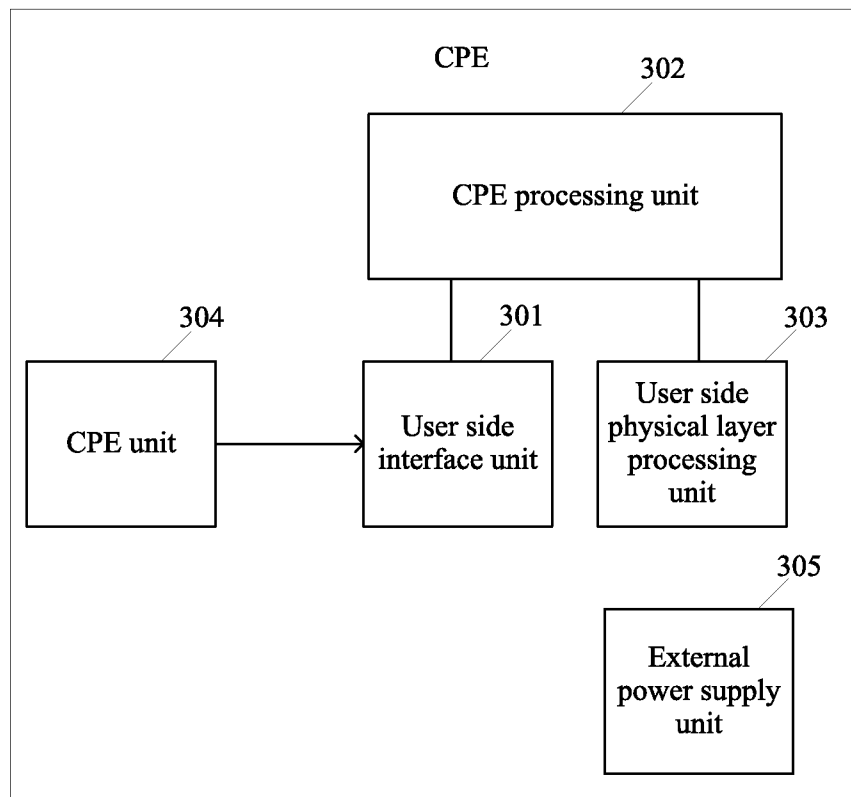 CPE
302
CPE processing unit
304
301
303
CPE unit
User side
interface unit
User side
physical layer
processing
unit
305
External
power supply
unit